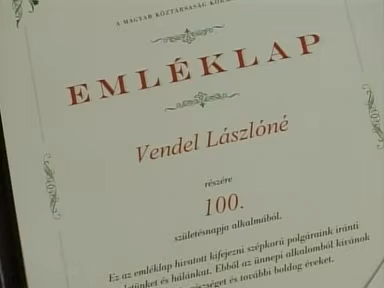 A MAGYAR KÖZTÁRSASÁG
EMLÉKLAP
Vendel Lászlóné
részére
100.
születésnapja alkalmából.
Ez az emléklap hivatott kifejezni szépkorú polgáraink iránti
hálánkat. Ebből az ünnepi alkalomból kívánok
és további boldog éveket.